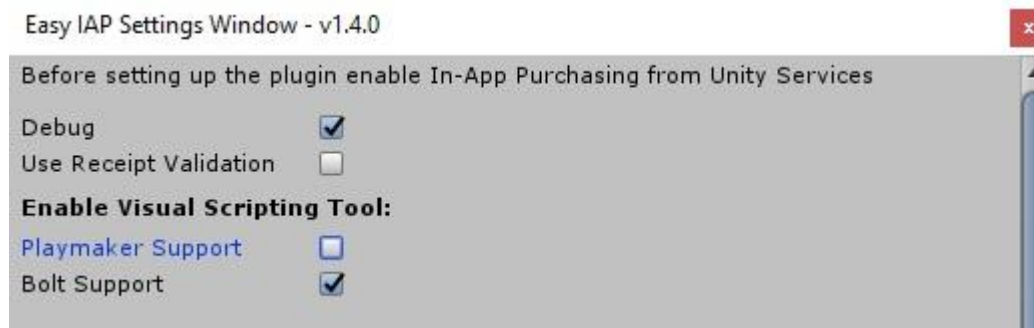 Easy IAP Settings Window - v1.4.0
x
Before setting up the plugin enable In-App Purchasing from Unity Services
Debug
Use Receipt Validation
Enable Visual Scripting Tool:
Playmaker Support
Bolt Support